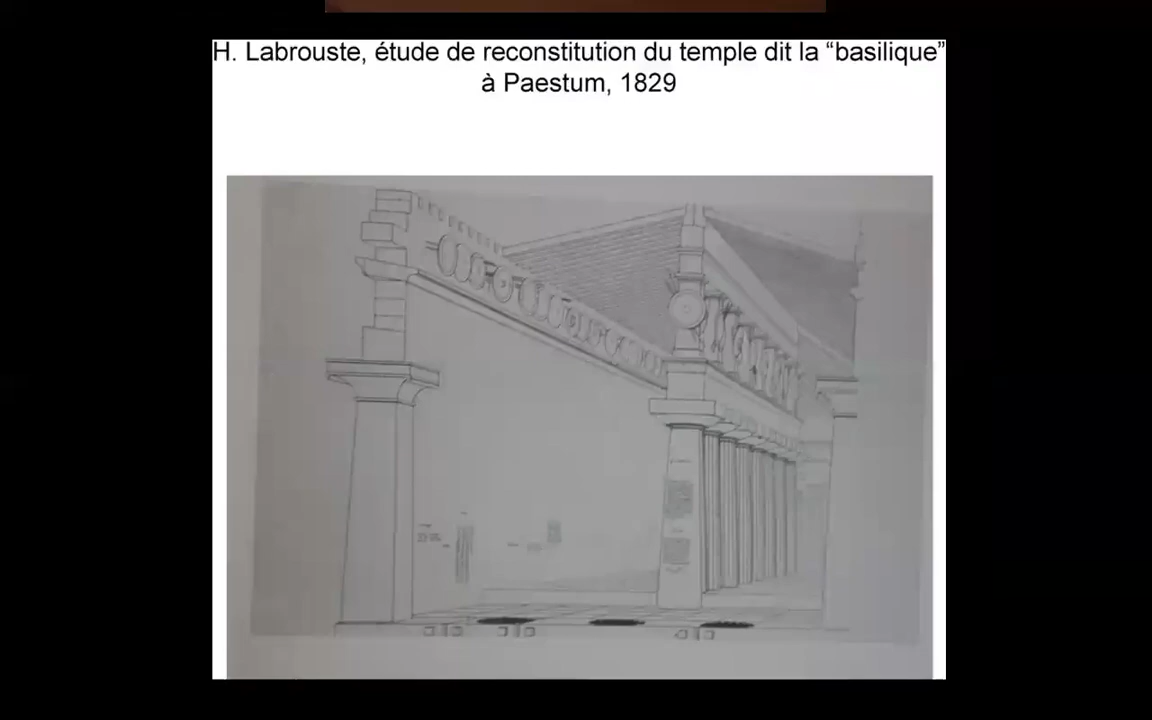 H. Labrouste, étude de reconstitution du temple dit la “basilique”
à Paestum, 1829